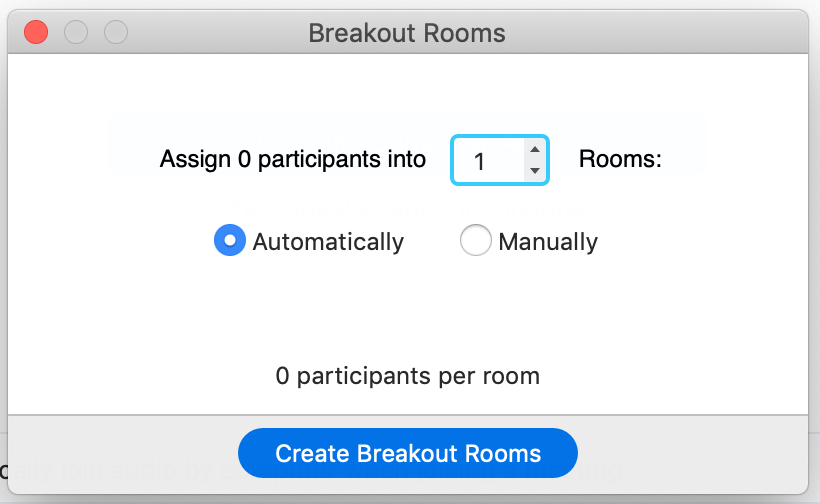 Breakout Rooms
Assign 0 participants into 1 Rooms:
Automatically Manually
0 participants per room
Create Breakout Rooms